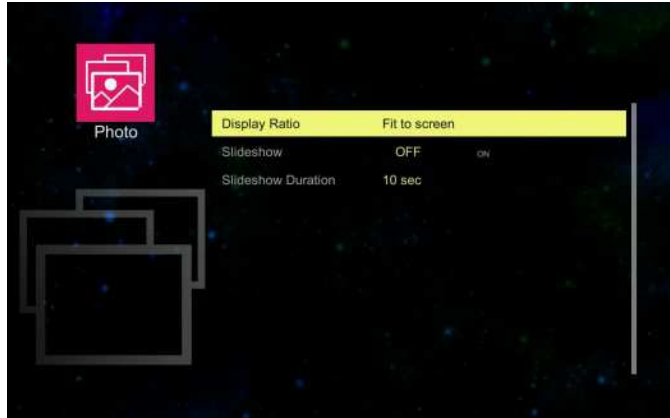 Photo
Display Ratio Fit to screen
Slideshow OFF ON
Slideshow Duration 10 sec